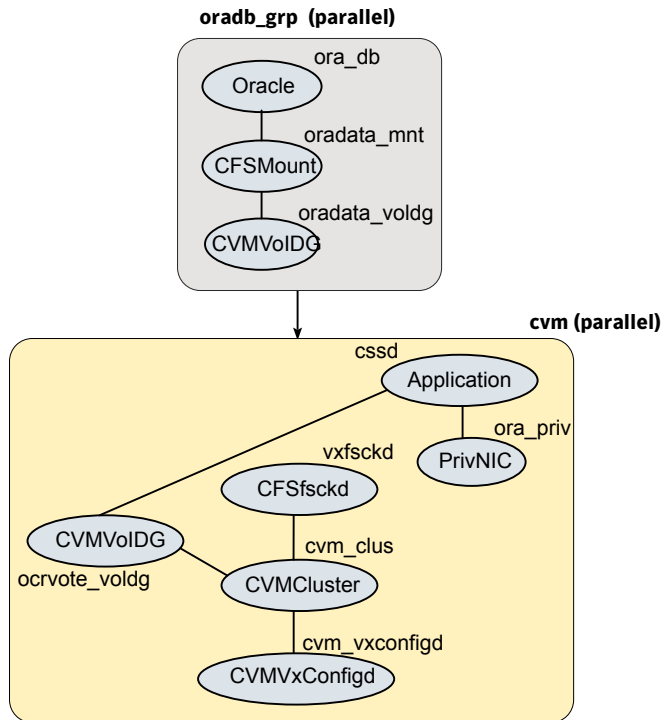 oradb_grp (parallel)
ora_db
Oracle
oradata_mnt
CFSMount
oradata_voldg
CVMVolDG
cvm (parallel)
cssd
Application
ora_priv
PrivNIC
vxfsckd
CFSfsckd
CVMVolDG
ocrvote_voldg
cvm_clus
CVMCluster
cvm_vxconfigd
CVMVxConfigd